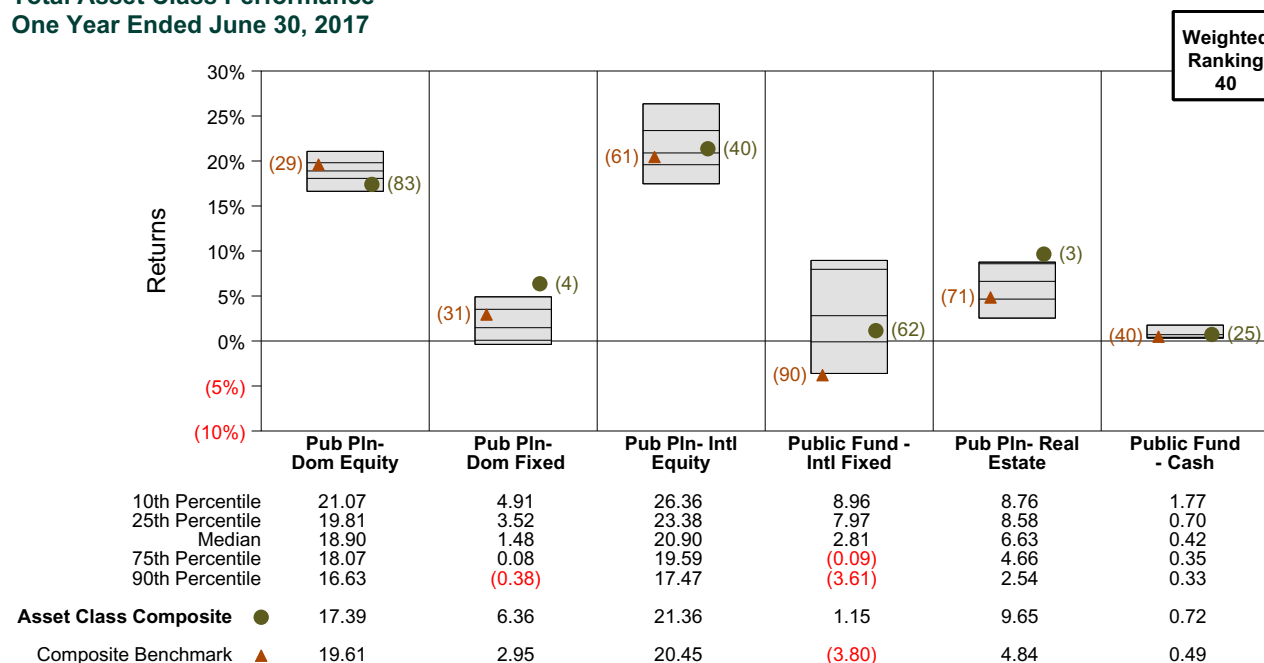 Total Asset Class Performance
One Year Ended June 30, 2017
Weighted
Ranking
40
30%
25%
20%
15%
10%
5%
0%
(5%)
(10%)
Returns
(29) (83)
(31) (4)
(61) (40)
(90) (62)
(71) (3)
(40) (25)
Pub Pln- Dom Equity
Pub Pln- Dom Fixed
Pub Pln- Intl Equity
Public Fund - Intl Fixed
Pub Pln- Real Estate
Public Fund - Cash
10th Percentile 21.07 4.91 26.36 8.96 8.76 1.77
25th Percentile 19.81 3.52 23.38 7.97 8.58 0.70
Median 18.90 1.48 20.90 2.81 6.63 0.42
75th Percentile 18.07 0.08 19.59 (0.09) 4.66 0.35
90th Percentile 16.63 (0.38) 17.47 (3.61) 2.54 0.33
Asset Class Composite 17.39 6.36 21.36 1.15 9.65 0.72
Composite Benchmark 19.61 2.95 20.45 (3.80) 4.84 0.49